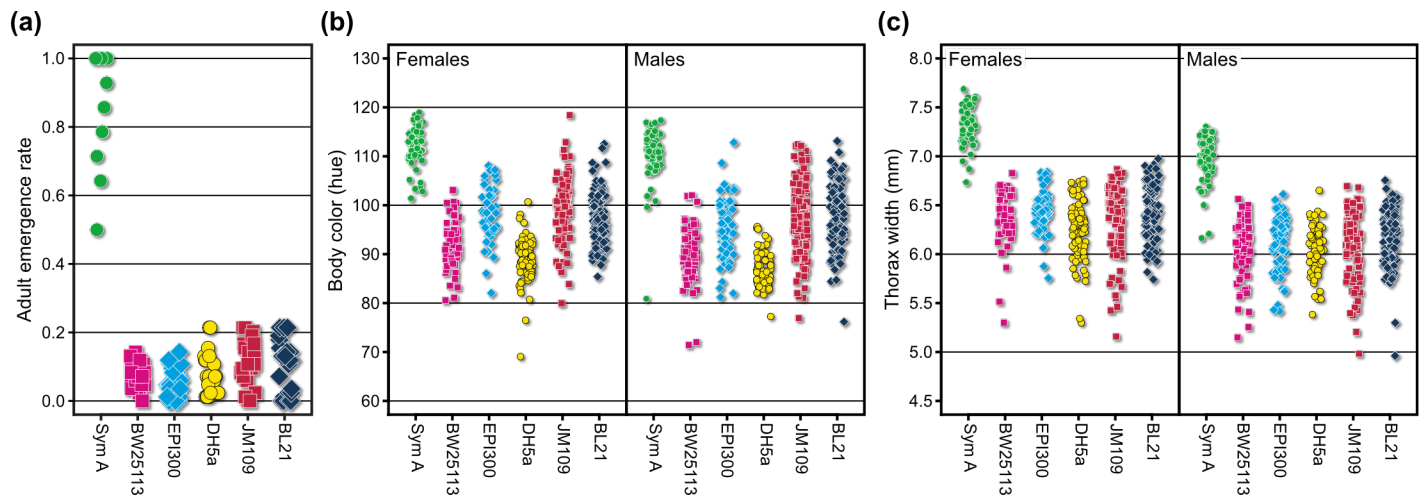 (a)
Adult emergence rate
1.0
0.8
0.6
0.4
0.2
0.0
Sym A
BW25113
EPI300
DH5a
JM109
BL21
(b)
Body color (hue)
130
120
110
100
90
80
70
60
Females
Males
Sym A
BW25113
EPI300
DH5a
JM109
BL21
Sym A
BW25113
EPI300
DH5a
JM109
BL21
(c)
Thorax width (mm)
8.0
7.5
7.0
6.5
6.0
5.5
5.0
4.5
Females
Males
Sym A
BW25113
EPI300
DH5a
JM109
BL21
Sym A
BW25113
EPI300
DH5a
JM109
BL21